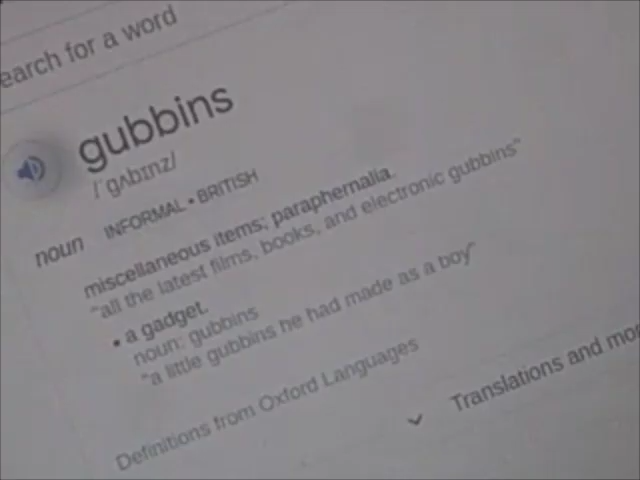 earch for a word
gubbins
/ˈɡʌbɪnz/
noun INFORMAL • BRITISH
miscellaneous items; paraphernalia.
"all the latest films, books, and electronic gubbins"
• a gadget.
noun: gubbins
"a little gubbins he had made as a boy"
Definitions from Oxford Languages
Translations and mor